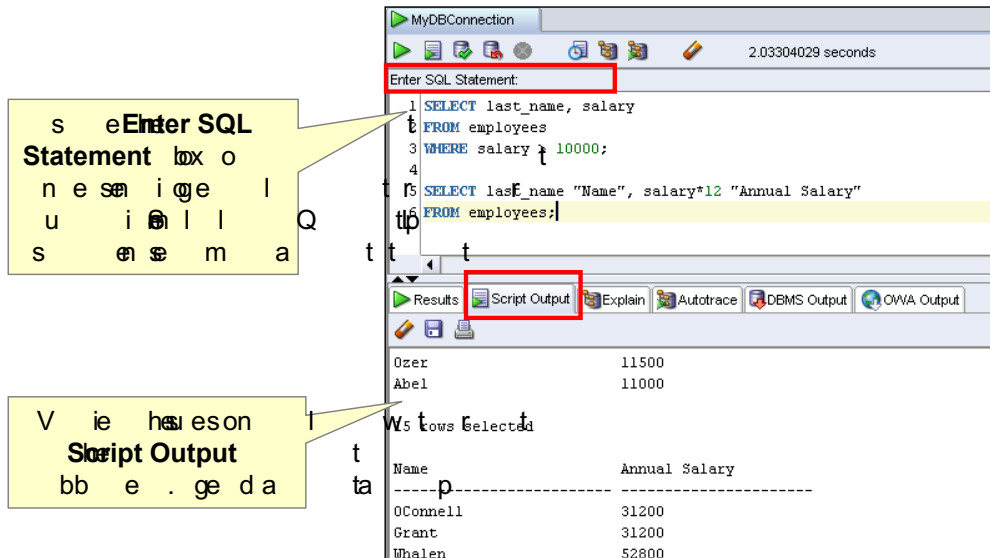 MyDBConnection
2.03304029 seconds
Enter SQL Statement:
1 SELECT last_name, salary
2 FROM employees
3 WHERE salary > 10000;
4
5 SELECT last_name "Name", salary*12 "Annual Salary"
6 FROM employees;
Enter SQL
Statement
Results Script Output Explain Autotrace DBMS Output OWA Output
Ozer 11500
Abel 11000
rows selected
Script Output
Name Annual Salary
OConnell 31200
Grant 31200
Whalen 52800